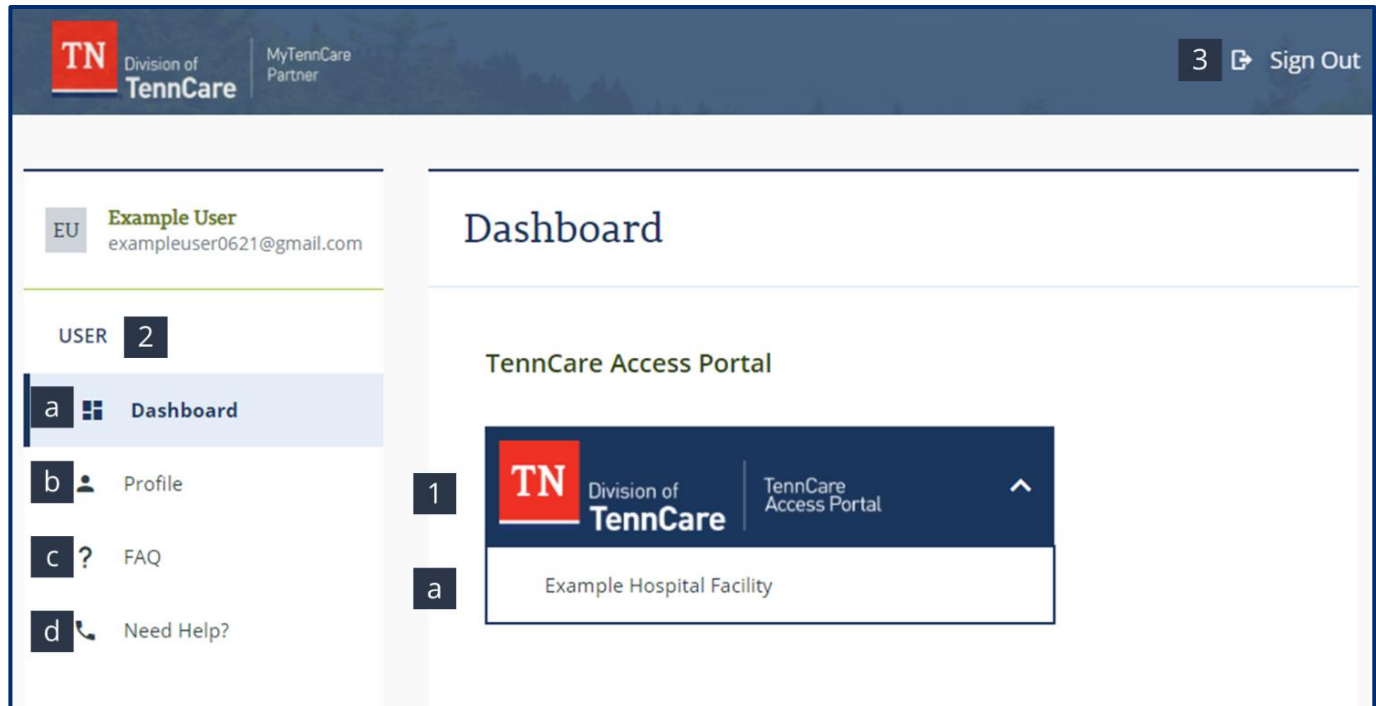 TN Division of
TennCare
MyTennCare
Partner
3 Sign Out
EU Example User
exampleuser0621@gmail.com
USER 2
a Dashboard
b Profile
c ? FAQ
d Need Help?
Dashboard
TennCare Access Portal
1 TN Division of
TennCare
TennCare
Access Portal
a Example Hospital Facility